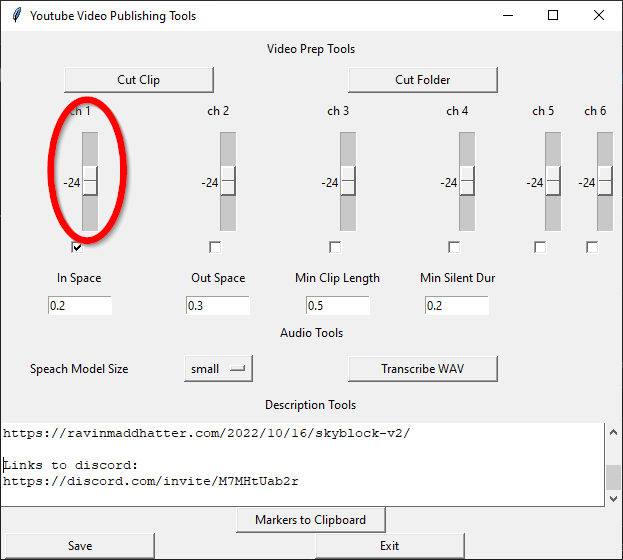 Youtube Video Publishing Tools
Video Prep Tools
Cut Clip Cut Folder
ch 1 ch 2 ch 3 ch 4 ch 5 ch 6
-24 -24 -24 -24 -24 -24
In Space Out Space Min Clip Length Min Silent Dur
0.2 0.3 0.5 0.2
Audio Tools
Speach Model Size small Transcribe WAV
Description Tools
https://ravinmaddhatter.com/2022/10/16/skyblock-v2/
Links to discord:
https://discord.com/invite/M7MHtUab2r
Markers to Clipboard
Save Exit